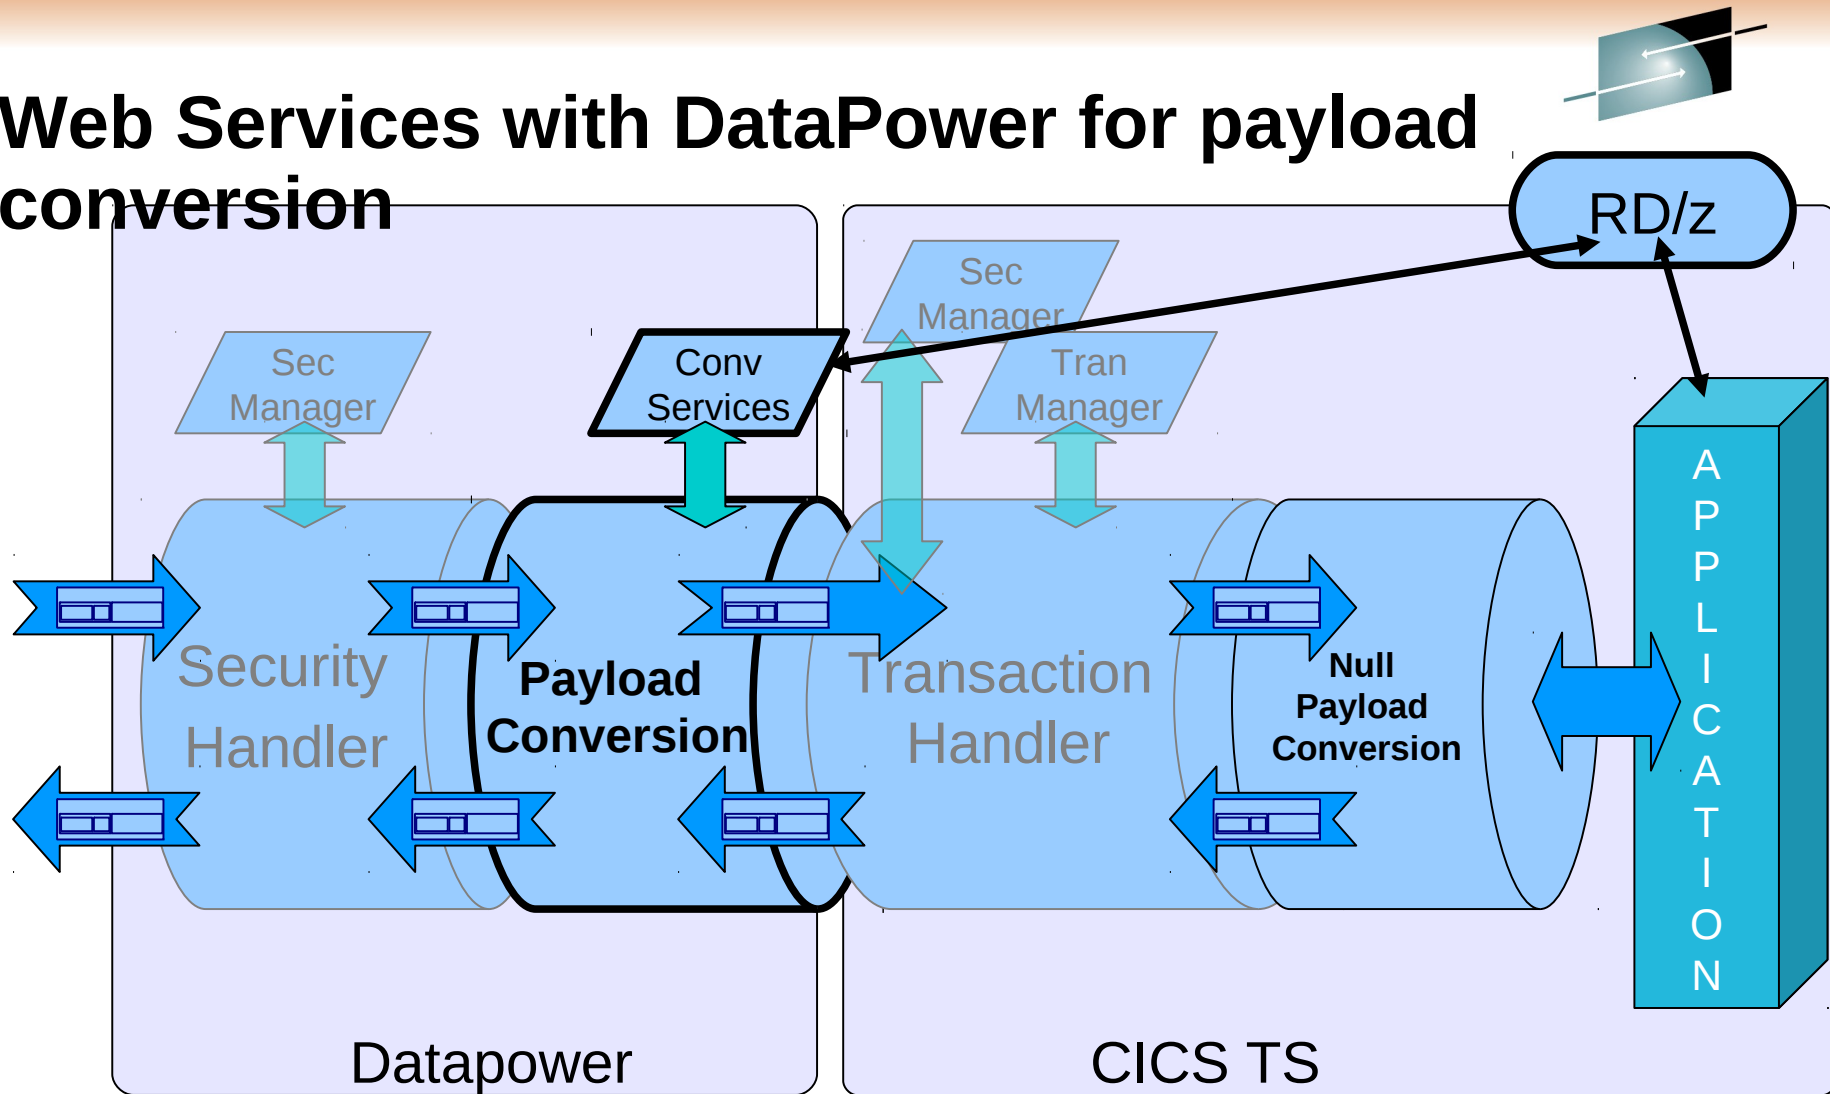 Web Services with DataPower for payload
conversion
RD/z
Sec
Manager
Sec
Manager
Conv
Services
Tran
Manager
Security
Handler
Payload
Conversion
Transaction
Handler
Null
Payload
Conversion
A
P
P
L
I
C
A
T
I
O
N
Datapower
CICS TS